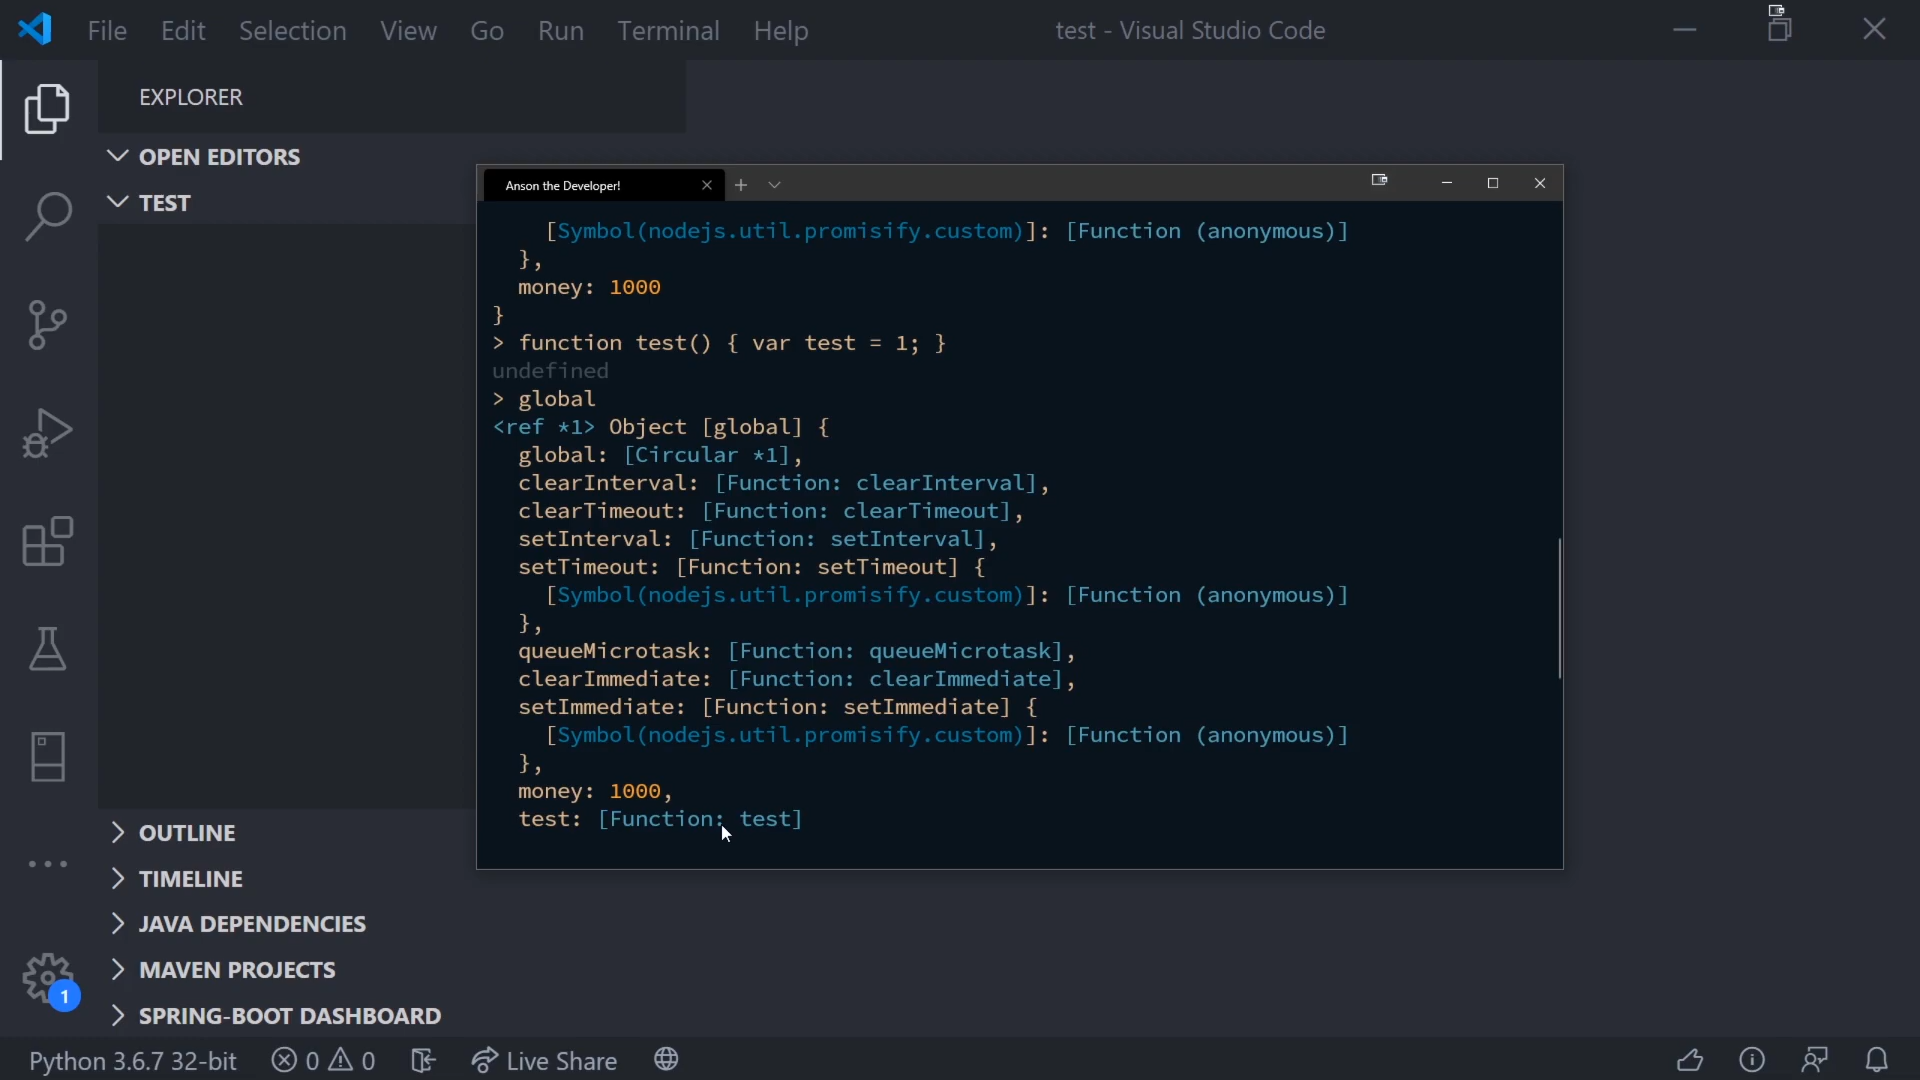 File Edit Selection View Go Run Terminal Help test - Visual Studio Code
EXPLORER
OPEN EDITORS
TEST
Anson the Developer!
[Symbol(nodejs.util.promisify.custom)]: [Function (anonymous)]
},
money: 1000
}
> function test() { var test = 1; }
undefined
> global
<ref *1> Object [global] {
global: [Circular *1],
clearInterval: [Function: clearInterval],
clearTimeout: [Function: clearTimeout],
setInterval: [Function: setInterval],
setTimeout: [Function: setTimeout] {
[Symbol(nodejs.util.promisify.custom)]: [Function (anonymous)]
},
queueMicrotask: [Function: queueMicrotask],
clearImmediate: [Function: clearImmediate],
setImmediate: [Function: setImmediate] {
[Symbol(nodejs.util.promisify.custom)]: [Function (anonymous)]
},
money: 1000,
test: [Function: test]
OUTLINE
TIMELINE
JAVA DEPENDENCIES
MAVEN PROJECTS
1
SPRING-BOOT DASHBOARD
Python 3.6.7 32-bit 0 0 Live Share